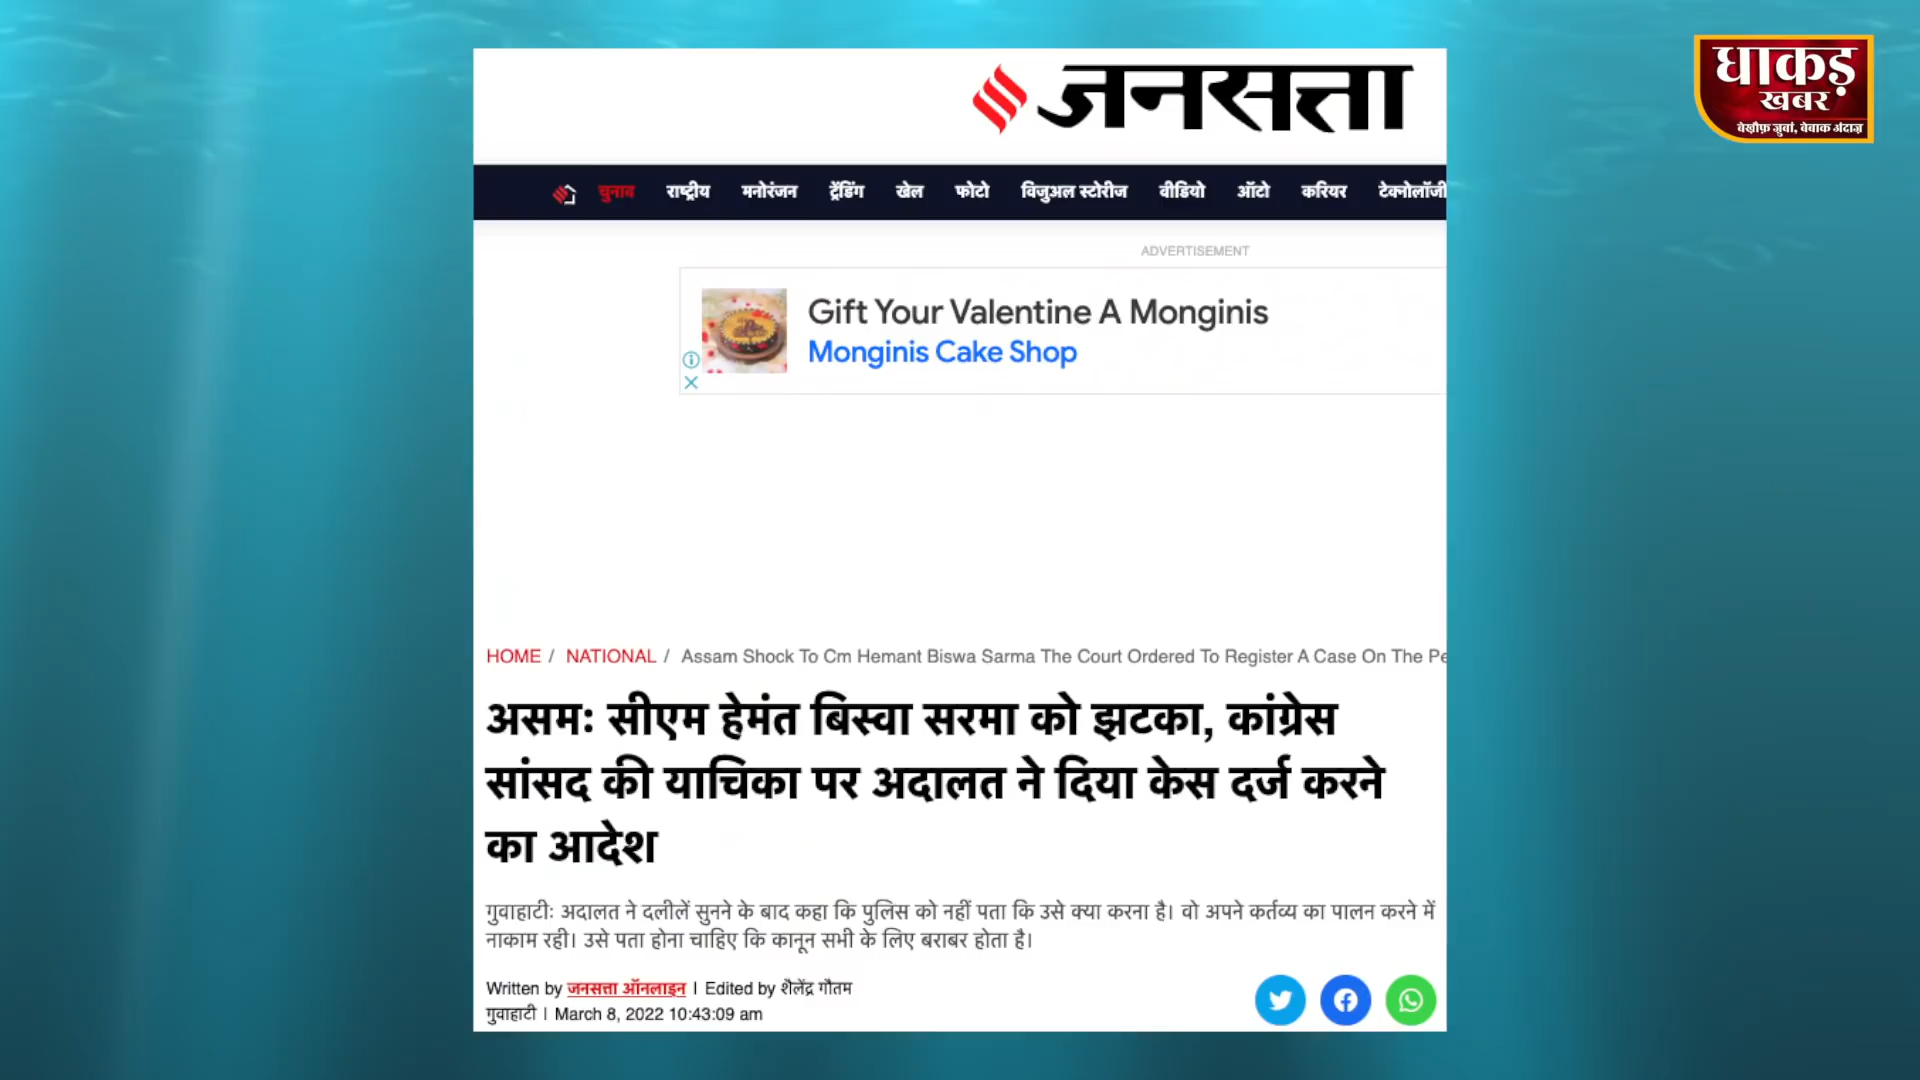 जनसत्ता
धाकड़
खबर
बेख़ौफ़ जुबां, बेबाक अंदाज़
चुनाव राष्ट्रीय मनोरंजन ट्रेंडिंग खेल फोटो विजुअल स्टोरीज वीडियो ऑटो करियर टेक्नोलॉजी
ADVERTISEMENT
Gift Your Valentine A Monginis
Monginis Cake Shop
HOME / NATIONAL / Assam Shock To Cm Hemant Biswa Sarma The Court Ordered To Register A Case On The Pe
असमः सीएम हेमंत बिस्वा सरमा को झटका, कांग्रेस
सांसद की याचिका पर अदालत ने दिया केस दर्ज करने
का आदेश
गुवाहाटीः अदालत ने दलीलें सुनने के बाद कहा कि पुलिस को नहीं पता कि उसे क्या करना है। वो अपने कर्तव्य का पालन करने में
नाकाम रही। उसे पता होना चाहिए कि कानून सभी के लिए बराबर होता है।
Written by जनसत्ता ऑनलाइन | Edited by शैलेंद्र गौतम
गुवाहाटी | March 8, 2022 10:43:09 am